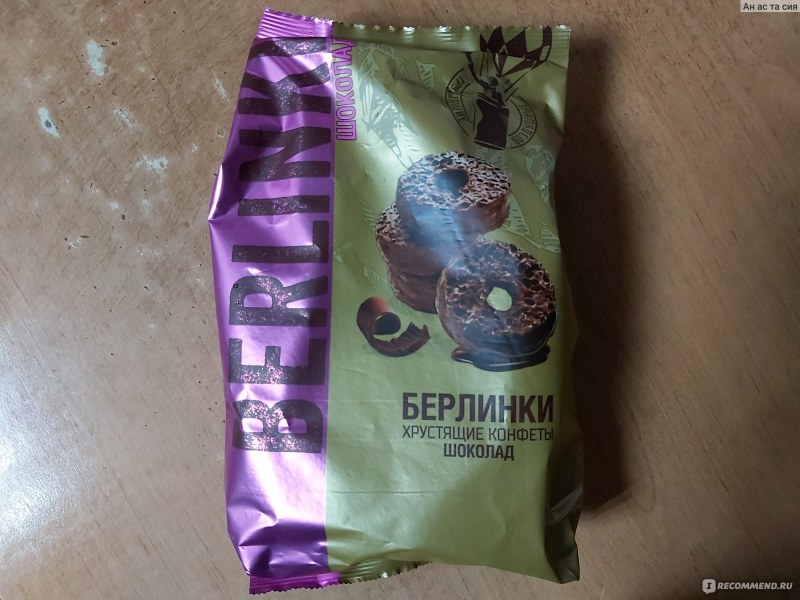 Ан ас та сия
BERLINKI
ШОКОЛАД
БЕРЛИНКИ
ХРУСТЯЩИЕ КОНФЕТЫ
ШОКОЛАД
I RECOMMEND.RU